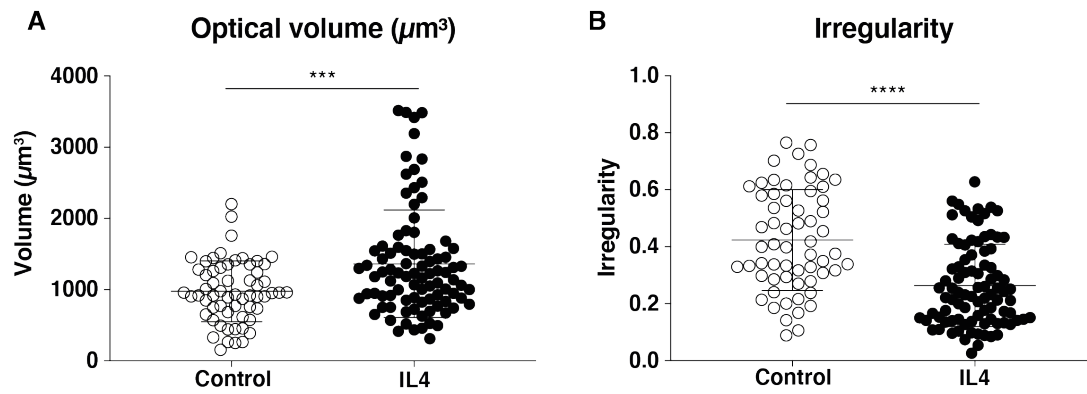 A
Optical volume (µm³)
Volume (µm³)
4000
3000
2000
1000
0
***
Control
IL4
B
Irregularity
Irregularity
1.0
0.8
0.6
0.4
0.2
0.0
****
Control
IL4